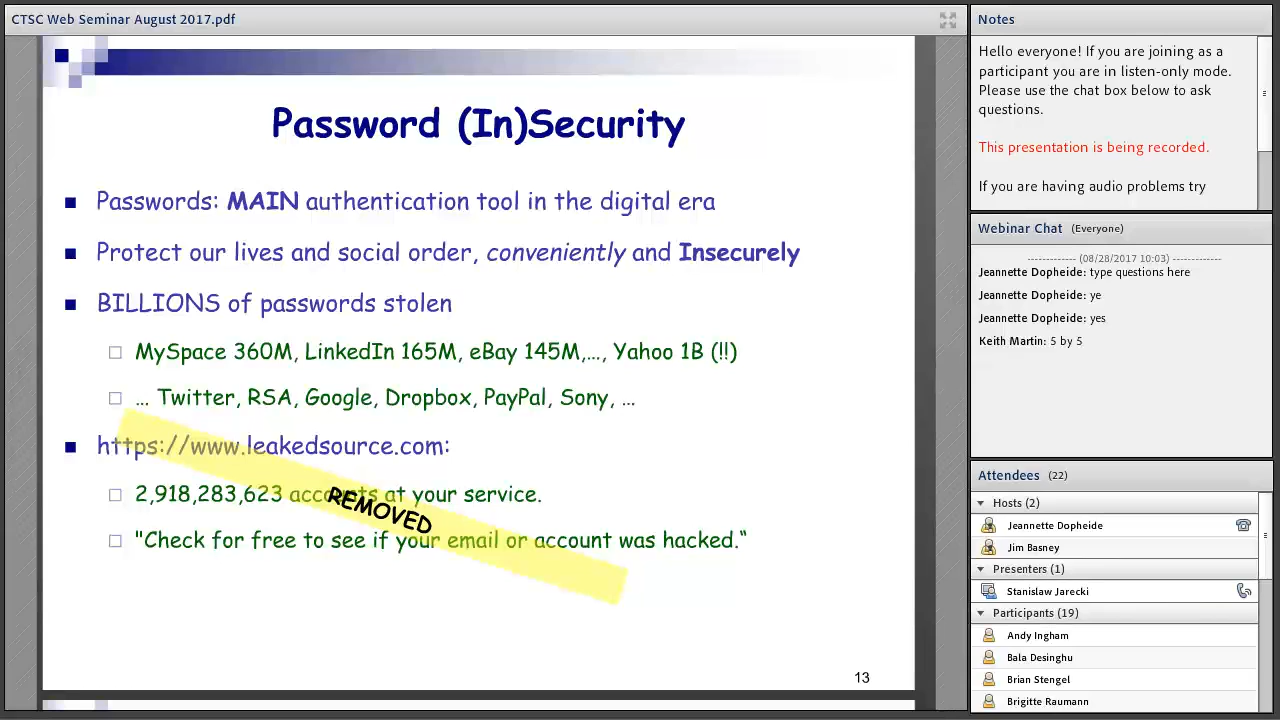 CTSC Web Seminar August 2017.pdf
Password (In)Security
Passwords: MAIN authentication tool in the digital era
Protect our lives and social order, conveniently and Insecurely
BILLIONS of passwords stolen
MySpace 360M, LinkedIn 165M, eBay 145M,..., Yahoo 1B (!!)
... Twitter, RSA, Google, Dropbox, PayPal, Sony, ...
https://www.leakedsource.com:
2,918,283,623 accounts at your service.
REMOVED
"Check for free to see if your email or account was hacked.“
13
Notes
Hello everyone! If you are joining as a
participant you are in listen-only mode.
Please use the chat box below to ask
questions.
This presentation is being recorded.
If you are having audio problems try
Webinar Chat (Everyone)
------------- (08/28/2017 10:03) -------------
Jeannette Dopheide: type questions here
Jeannette Dopheide: ye
Jeannette Dopheide: yes
Keith Martin: 5 by 5
Attendees (22)
Hosts (2)
Jeannette Dopheide
Jim Basney
Presenters (1)
Stanislaw Jarecki
Participants (19)
Andy Ingham
Bala Desinghu
Brian Stengel
Brigitte Raumann